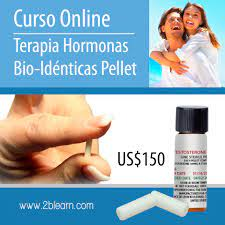 Curso Online
Terapia Hormonas
Bio-Idénticas Pellet
US$150
TESTOSTERONE
www.2blearn.com